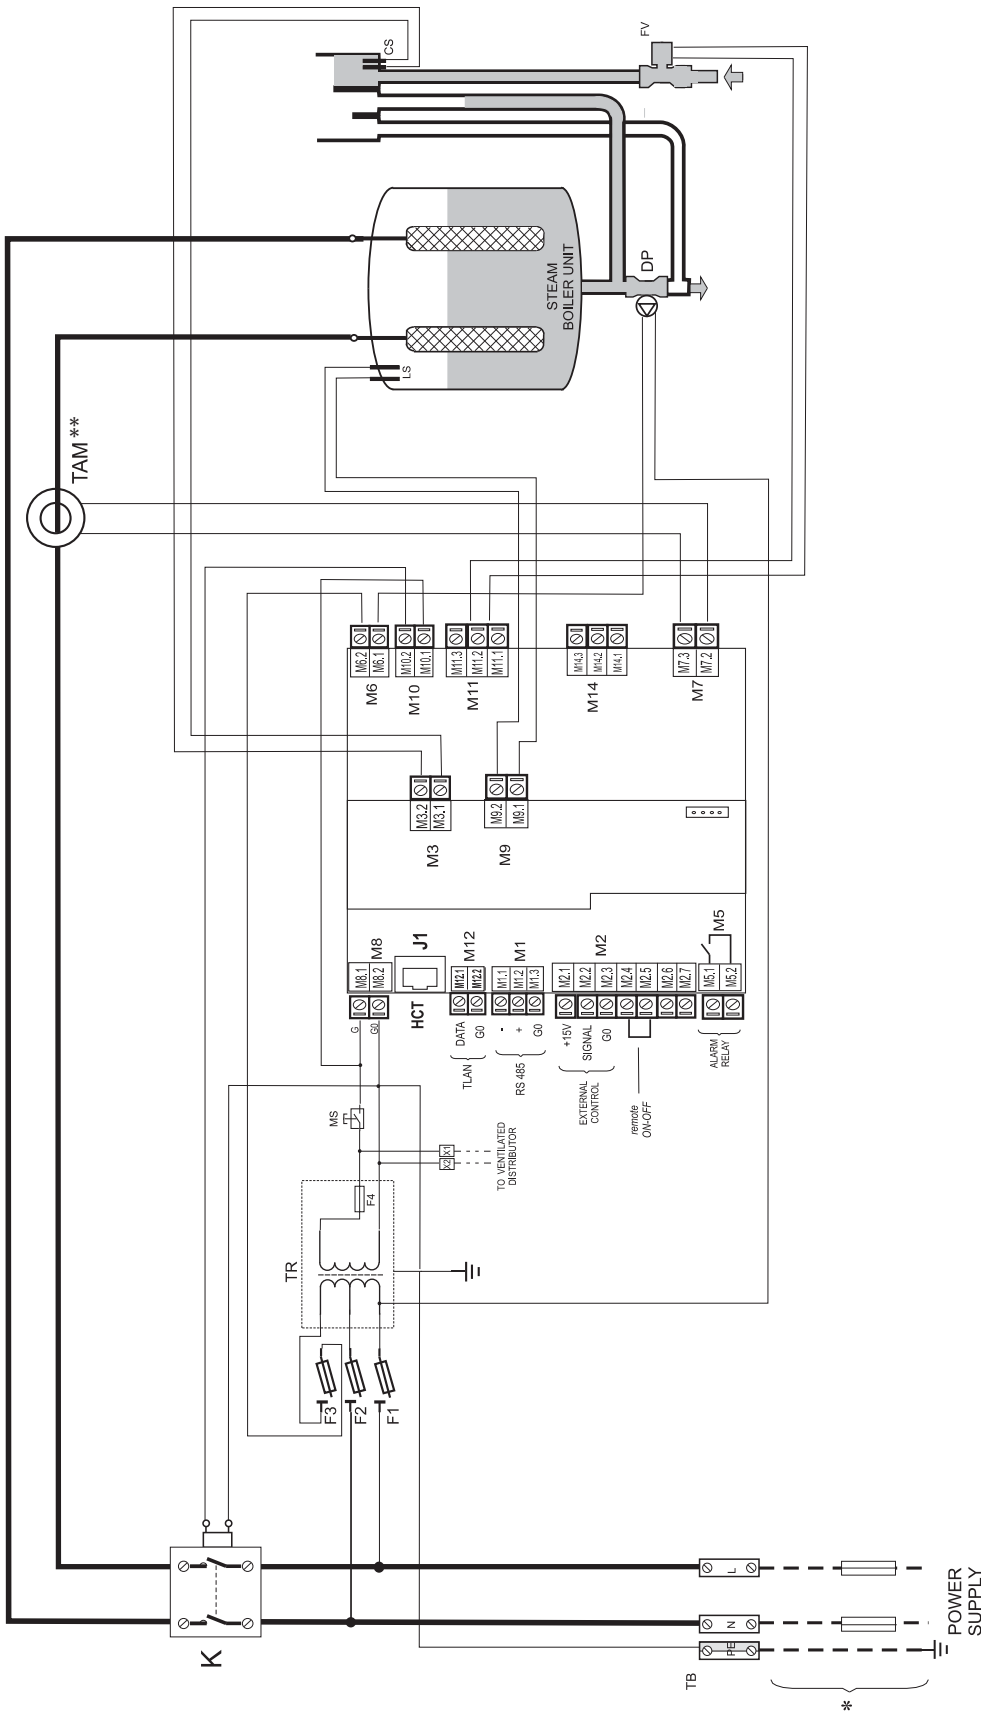 CS
FV
STEAM
BOILER UNIT
DP
LS
TAM **
M6.2
M6.1
M6
M10.2
M10.1
M10
M11.3
M11.2
M11.1
M11
M14.3
M14.2
M14.1
M14
M7.3
M7.2
M7
M3.2
M3.1
M3
M9.2
M9.1
M9
M8.1
M8.2
M8
J1
HCT
M12.1
M12.2
M12
M1.1
M1.2
M1.3
M1
M2.1
M2.2
M2.3
M2.4
M2.5
M2.6
M2.7
M2
M5.1
M5.2
M5
G
G0
DATA
G0
TLAN
-
+
G0
RS 485
+15V
SIGNAL
G0
EXTERNAL
CONTROL
remote
ON-OFF
ALARM
RELAY
MS
X1
X2
TO VENTILATED
DISTRIBUTOR
F4
TR
F3
F2
F1
K
L
N
PE
TB
POWER
SUPPLY
*